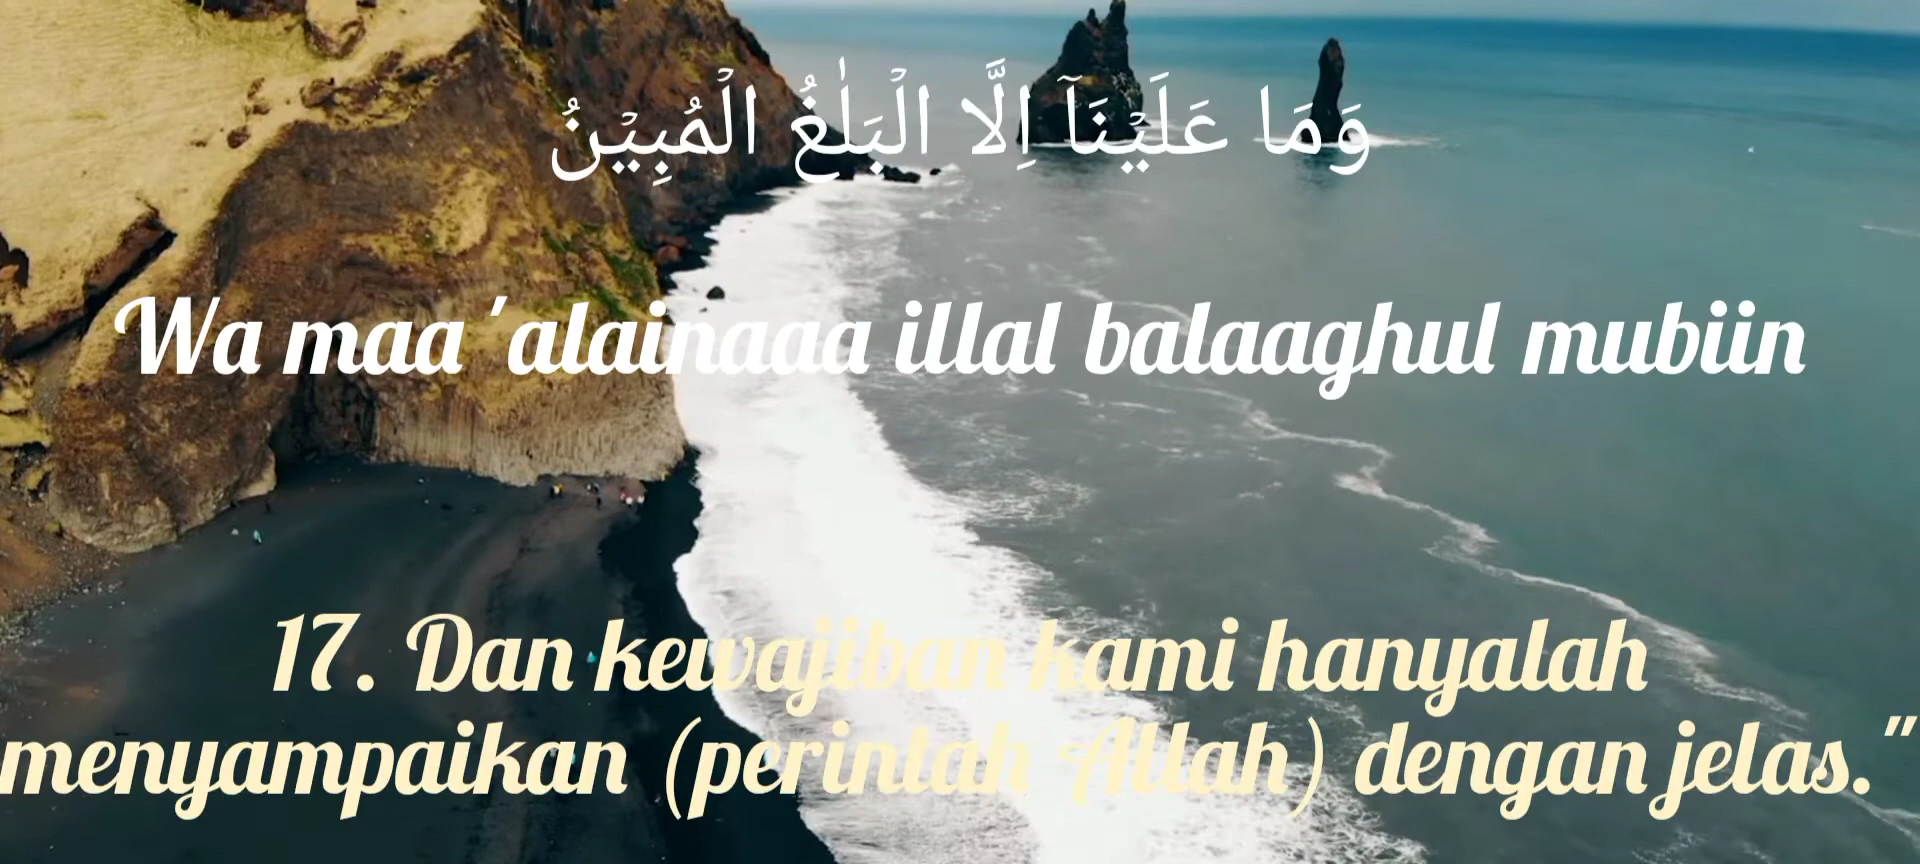 وَمَا عَلَيْنَآ اِلَّا الْبَلٰغُ الْمُبِيْنُ
Wa maa 'alainaaa illal balaaghul mubiin
17. Dan kewajiban kami hanyalah
menyampaikan (perintah Allah) dengan jelas."